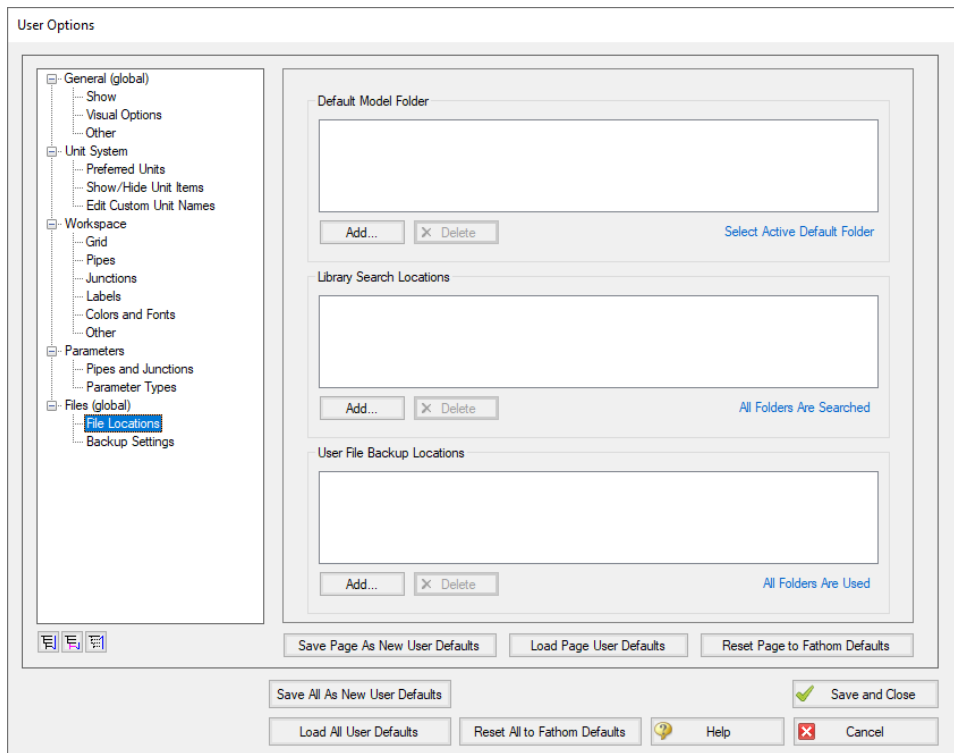 User Options
General (global)
Show
Visual Options
Other
Unit System
Preferred Units
Show/Hide Unit Items
Edit Custom Unit Names
Workspace
Grid
Pipes
Junctions
Labels
Colors and Fonts
Other
Parameters
Pipes and Junctions
Parameter Types
Files (global)
File Locations
Backup Settings
Default Model Folder
Add... Delete Select Active Default Folder
Library Search Locations
Add... Delete All Folders Are Searched
User File Backup Locations
Add... Delete All Folders Are Used
Save Page As New User Defaults Load Page User Defaults Reset Page to Fathom Defaults
Save All As New User Defaults Save and Close
Load All User Defaults Reset All to Fathom Defaults Help Cancel